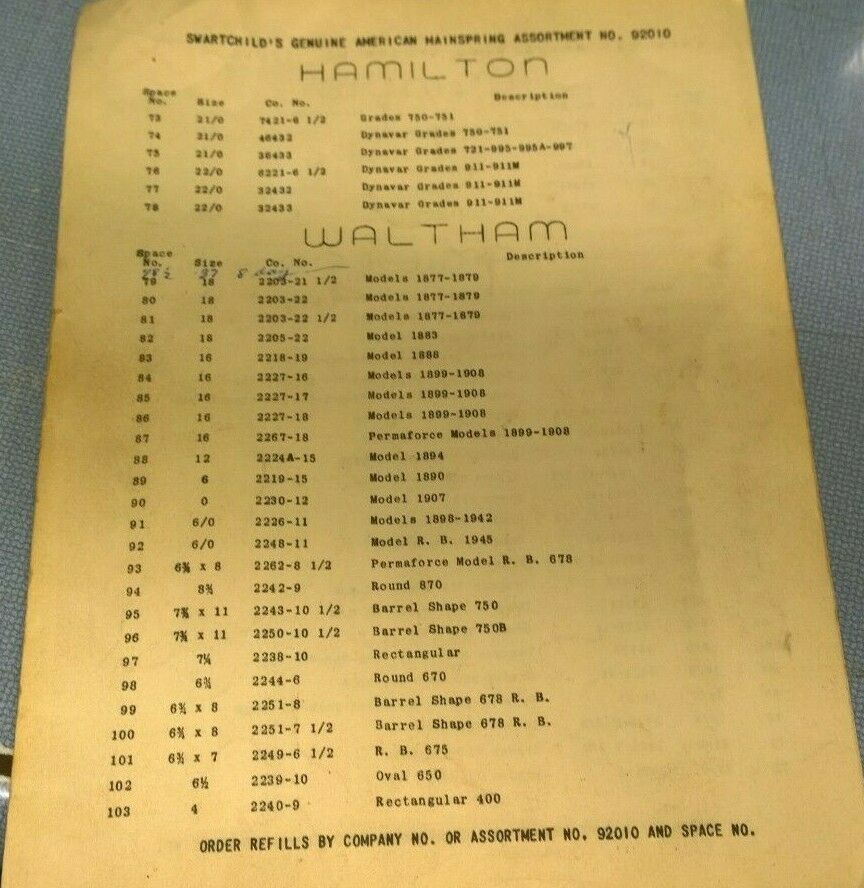 SWARTCHILD'S GENUINE AMERICAN MAINSPRING ASSORTMENT NO. 92010
HAMILTON
Space No. Size Co. No. Description
73 21/0 7421-6 1/2 Grades 750-751
74 21/0 46432 Dynavar Grades 750-751
75 21/0 36433 Dynavar Grades 721-995-995A-997
76 22/0 6221-6 1/2 Dynavar Grades 911-911M
77 22/0 32432 Dynavar Grades 911-911M
78 22/0 32433 Dynavar Grades 911-911M
WALTHAM
Space No. Size Co. No. Description
78½ 37 8 day
79 18 2203-21 1/2 Models 1877-1879
80 18 2203-22 Models 1877-1879
81 18 2203-22 1/2 Models 1877-1879
82 18 2205-22 Model 1883
83 16 2218-19 Model 1888
84 16 2227-16 Models 1899-1908
85 16 2227-17 Models 1899-1908
86 16 2227-18 Models 1899-1908
87 16 2267-18 Permaforce Models 1899-1908
88 12 2224A-15 Model 1894
89 6 2219-15 Model 1890
90 0 2230-12 Model 1907
91 6/0 2226-11 Models 1898-1942
92 6/0 2248-11 Model R. B. 1945
93 6¾ x 8 2262-8 1/2 Permaforce Model R. B. 678
94 8¾ 2242-9 Round 870
95 7¾ x 11 2243-10 1/2 Barrel Shape 750
96 7¾ x 11 2250-10 1/2 Barrel Shape 750B
97 7¼ 2238-10 Rectangular
98 6¾ 2244-6 Round 670
99 6¾ x 8 2251-8 Barrel Shape 678 R. B.
100 6¾ x 8 2251-7 1/2 Barrel Shape 678 R. B.
101 6¾ x 7 2249-6 1/2 R. B. 675
102 6½ 2239-10 Oval 650
103 4 2240-9 Rectangular 400
ORDER REFILLS BY COMPANY NO. OR ASSORTMENT NO. 92010 AND SPACE NO.